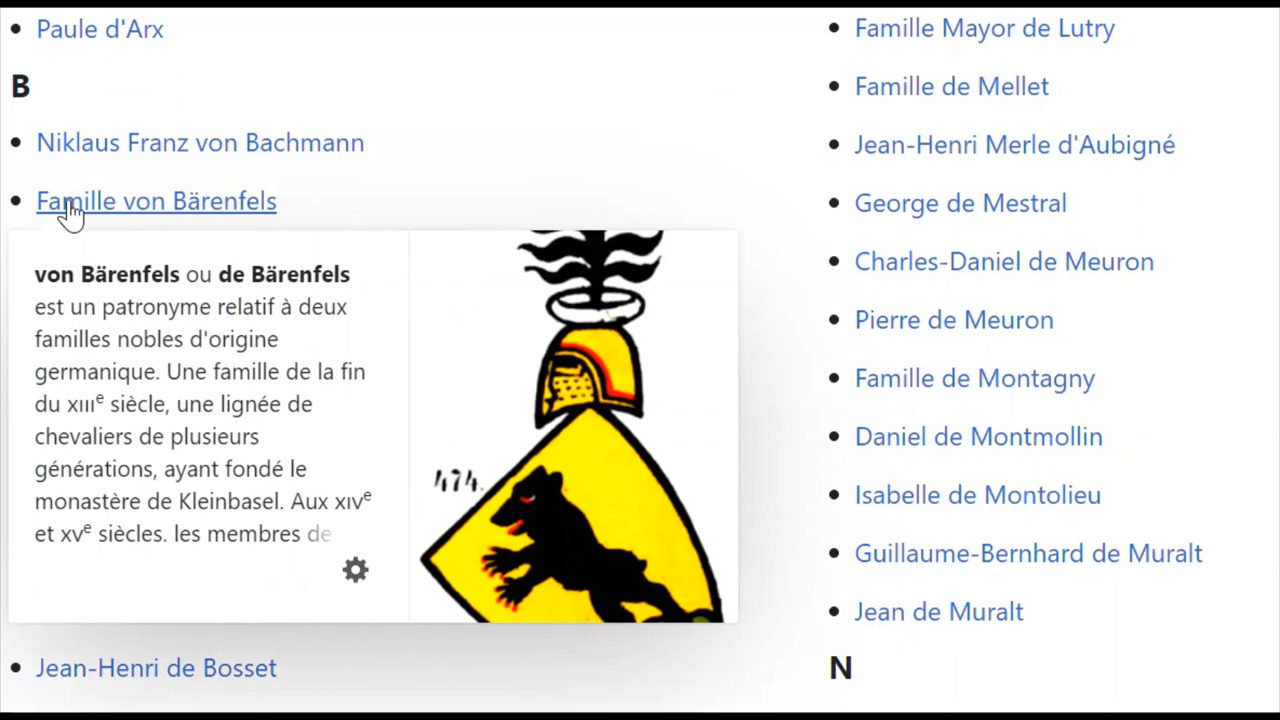 Paule d'Arx
B
Niklaus Franz von Bachmann
Famille von Bärenfels
von Bärenfels ou de Bärenfels
est un patronyme relatif à deux
familles nobles d'origine
germanique. Une famille de la fin
du XIIIe siècle, une lignée de
chevaliers de plusieurs
générations, ayant fondé le
monastère de Kleinbasel. Aux XIVe
et XVe siècles. les membres de
474.
Jean-Henri de Bosset
Famille Mayor de Lutry
Famille de Mellet
Jean-Henri Merle d'Aubigné
George de Mestral
Charles-Daniel de Meuron
Pierre de Meuron
Famille de Montagny
Daniel de Montmollin
Isabelle de Montolieu
Guillaume-Bernhard de Muralt
Jean de Muralt
N